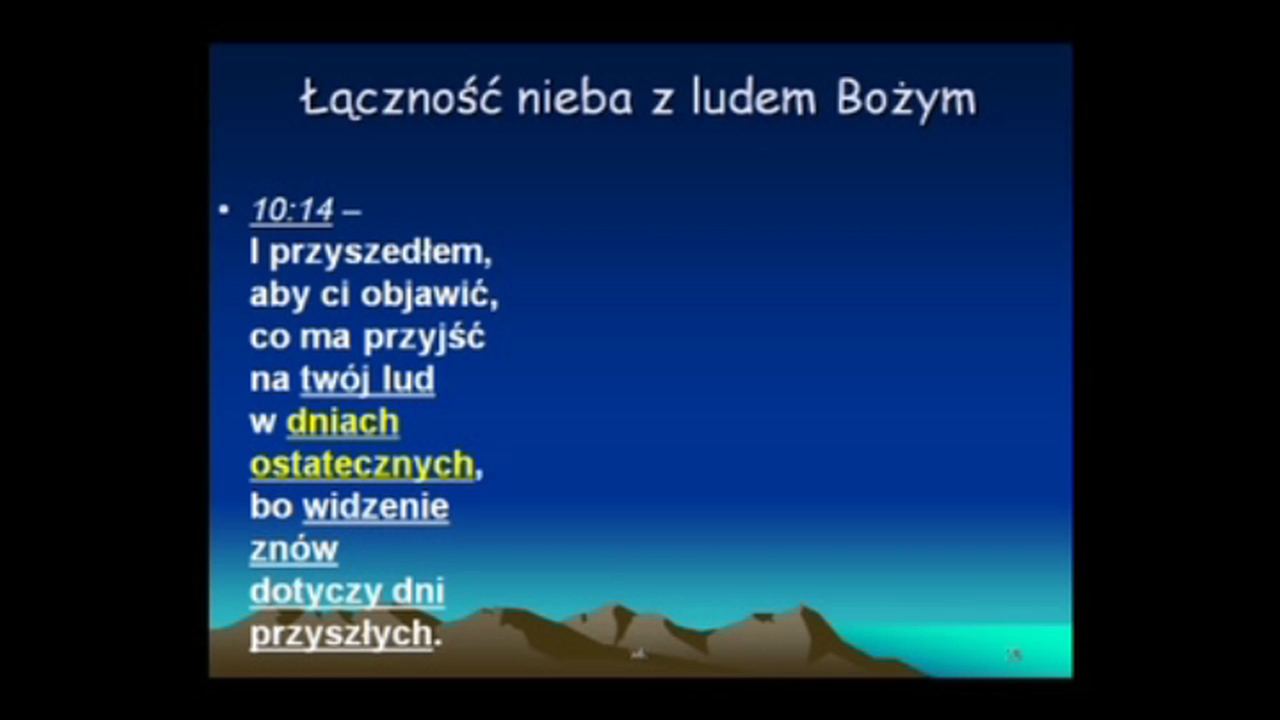 Łączność nieba z ludem Bożym
• 10:14 –
I przyszedłem,
aby ci objawić,
co ma przyjść
na twój lud
w dniach
ostatecznych,
bo widzenie
znów
dotyczy dni
przyszłych.